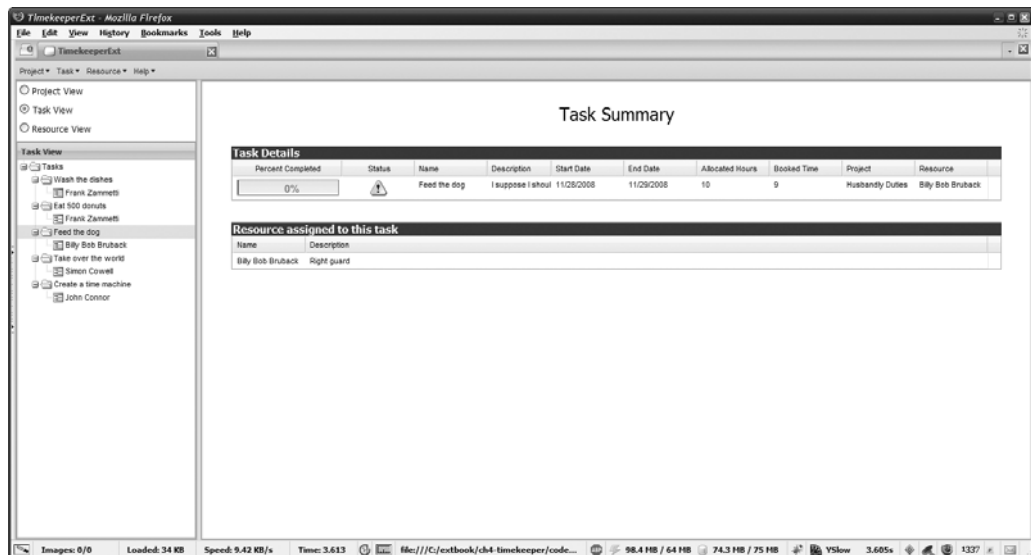 TimekeeperExt - Mozilla Firefox
File Edit View History Bookmarks Tools Help
TimekeeperExt
Project Task Resource Help
Project View
Task View
Resource View
Task View
Tasks
Wash the dishes
Frank Zammetti
Eat 500 donuts
Frank Zammetti
Feed the dog
Billy Bob Bruback
Take over the world
Simon Cowell
Create a time machine
John Connor
Task Summary
Task Details
Percent Completed Status Name Description Start Date End Date Allocated Hours Booked Time Project Resource
0% Feed the dog I suppose I shoul 11/28/2008 11/29/2008 10 9 Husbandly Duties Billy Bob Bruback
Resource assigned to this task
Name Description
Billy Bob Bruback Right guard
Images: 0/0 Loaded: 34 KB Speed: 9.42 KB/s Time: 3.613 file:///C:/extbook/ch4-timekeeper/code... 98.4 MB / 64 MB 74.3 MB / 75 MB YSlow 3.605s 1337